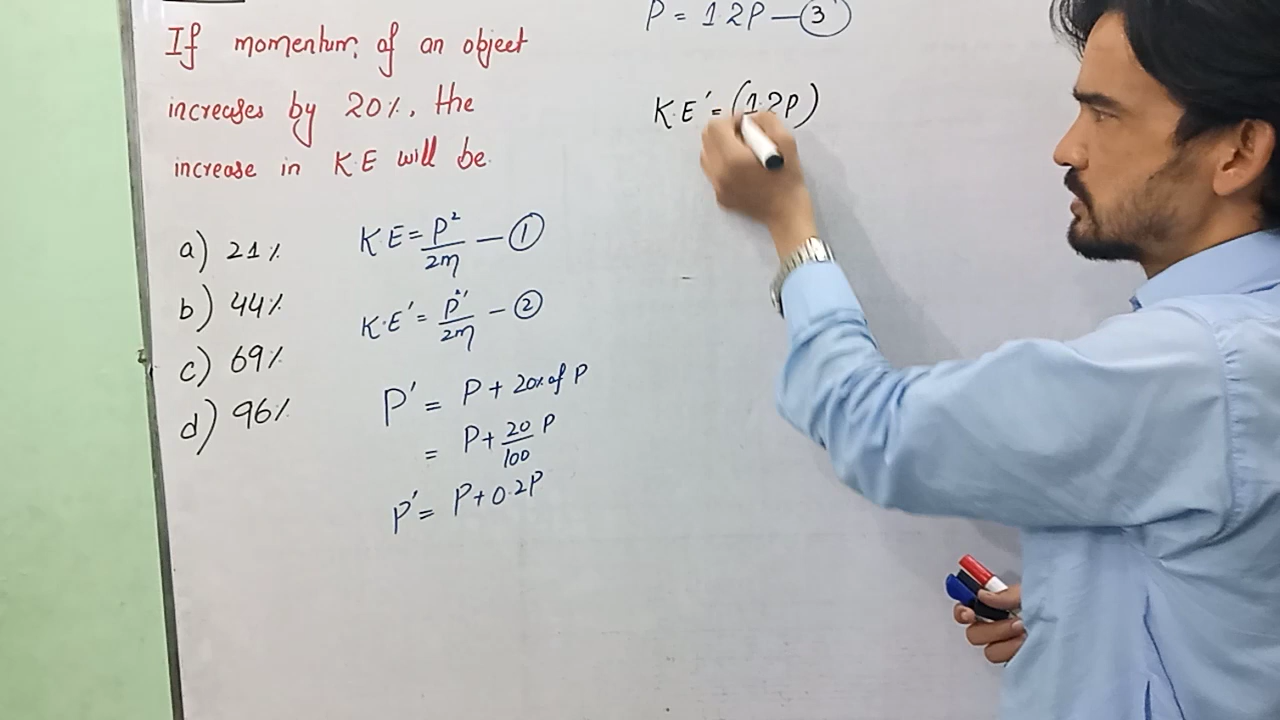 If momentum of an object
increases by 20%, the
increase in K.E will be
a) 21%
b) 44%
c) 69%
d) 96%
K.E = P²/2m — ①
K.E' = P²'/2m — ②
P' = P + 20% of P
= P + 20/100 P
P' = P + 0.2P
P = 1.2P — ③
K.E' = (1.2P)